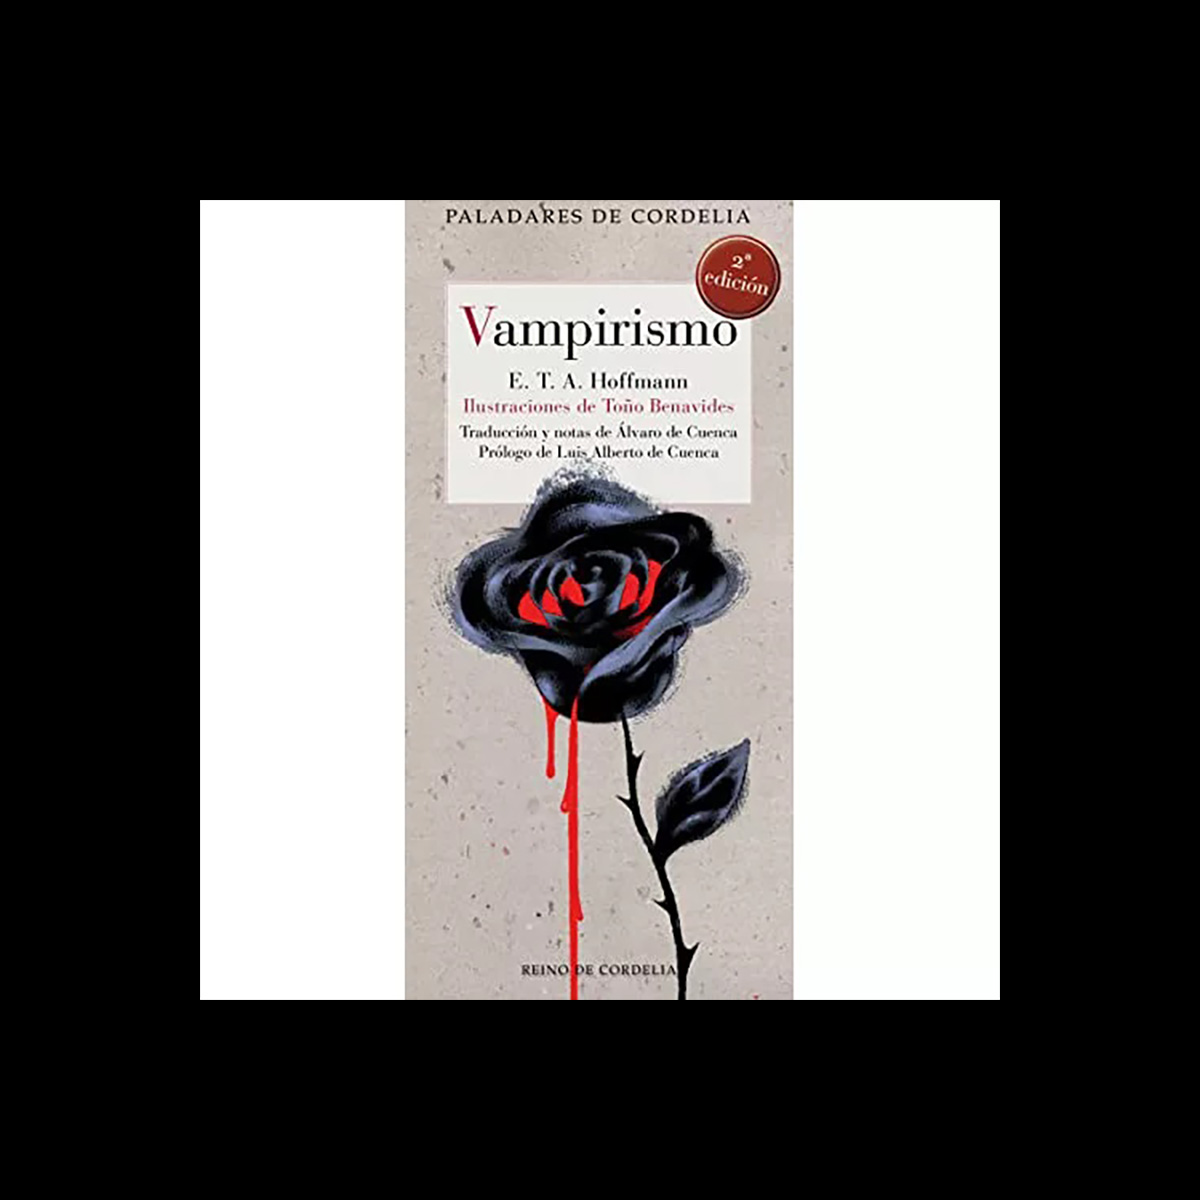 PALADARES DE CORDELIA
2ª
edición
Vampirismo
E. T. A. Hoffmann
Ilustraciones de Toño Benavides
Traducción y notas de Álvaro de Cuenca
Prólogo de Luis Alberto de Cuenca
REINO DE CORDELIA